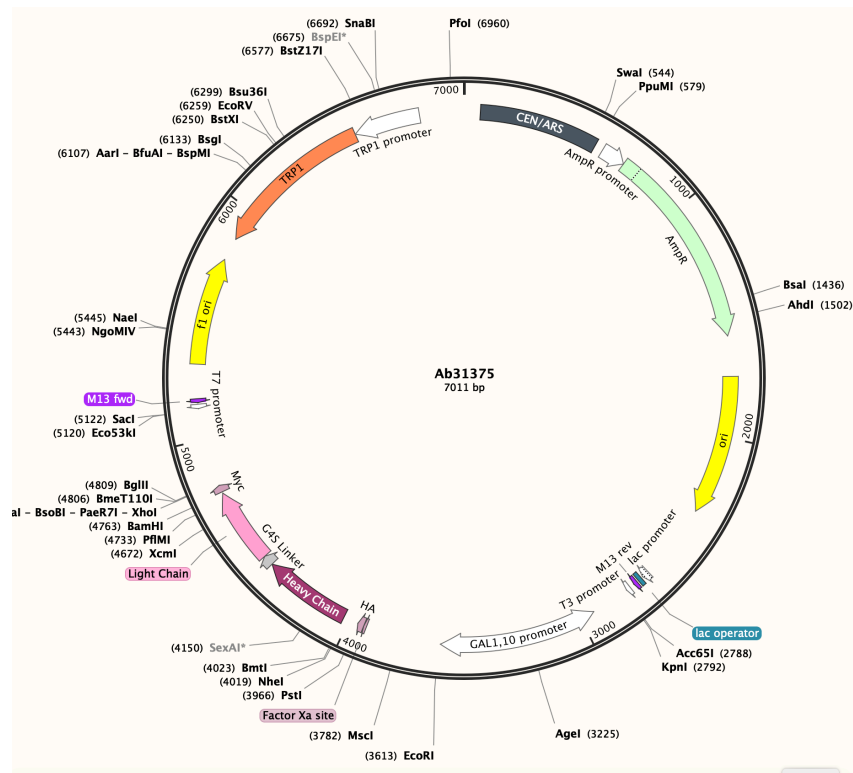 (6692) SnaBI
(6675) BspEI*
(6577) BstZ17I
PfoI (6960)
SwaI (544)
PpuMI (579)
7000
(6299) Bsu36I
(6259) EcoRV
(6250) BstXI
(6133) BsgI
(6107) AarI - BfuAI - BspMI
TRP1 promoter
CEN/ARS
AmpR promoter
TRP1
1000
6000
AmpR
BsaI (1436)
AhdI (1502)
f1 ori
(5445) NaeI
(5443) NgoMIV
Ab31375
7011 bp
T7 promoter
M13 fwd
(5122) SacI
(5120) Eco53kI
ori
2000
5000
Myc
(4809) BglII
(4806) BmeT110I
aI - BsoBI - PaeR7I - XhoI
(4763) BamHI
(4733) PflMI
(4672) XcmI
Light Chain
G4S Linker
Heavy Chain
HA
M13 rev
lac promoter
T3 promoter
lac operator
GAL1,10 promoter
3000
4000
Acc65I (2788)
KpnI (2792)
(4150) SexAI*
(4023) BmtI
(4019) NheI
(3966) PstI
Factor Xa site
(3782) MscI
(3613) EcoRI
AgeI (3225)